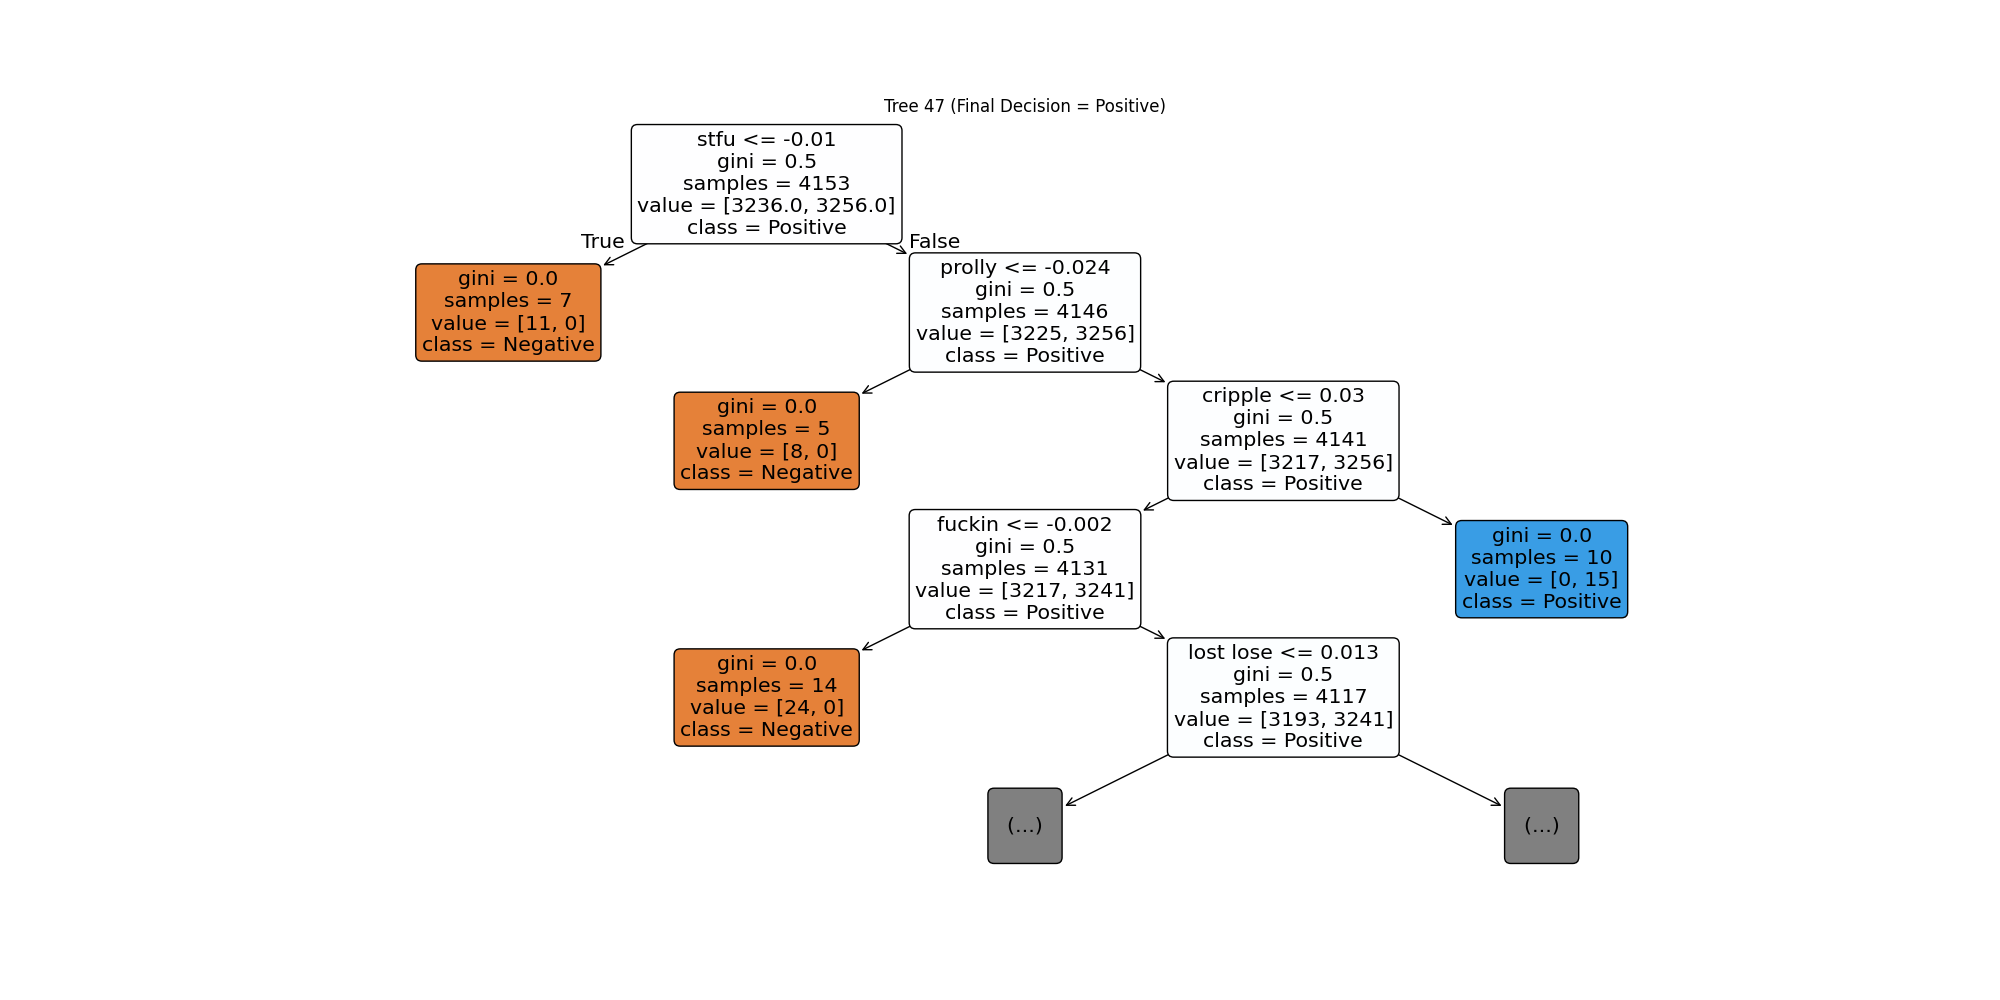 Tree 47 (Final Decision = Positive)
stfu <= -0.01
gini = 0.5
samples = 4153
value = [3236.0, 3256.0]
class = Positive
True
False
gini = 0.0
samples = 7
value = [11, 0]
class = Negative
prolly <= -0.024
gini = 0.5
samples = 4146
value = [3225, 3256]
class = Positive
gini = 0.0
samples = 5
value = [8, 0]
class = Negative
cripple <= 0.03
gini = 0.5
samples = 4141
value = [3217, 3256]
class = Positive
fuckin <= -0.002
gini = 0.5
samples = 4131
value = [3217, 3241]
class = Positive
gini = 0.0
samples = 10
value = [0, 15]
class = Positive
gini = 0.0
samples = 14
value = [24, 0]
class = Negative
lost lose <= 0.013
gini = 0.5
samples = 4117
value = [3193, 3241]
class = Positive
(...)
(...)